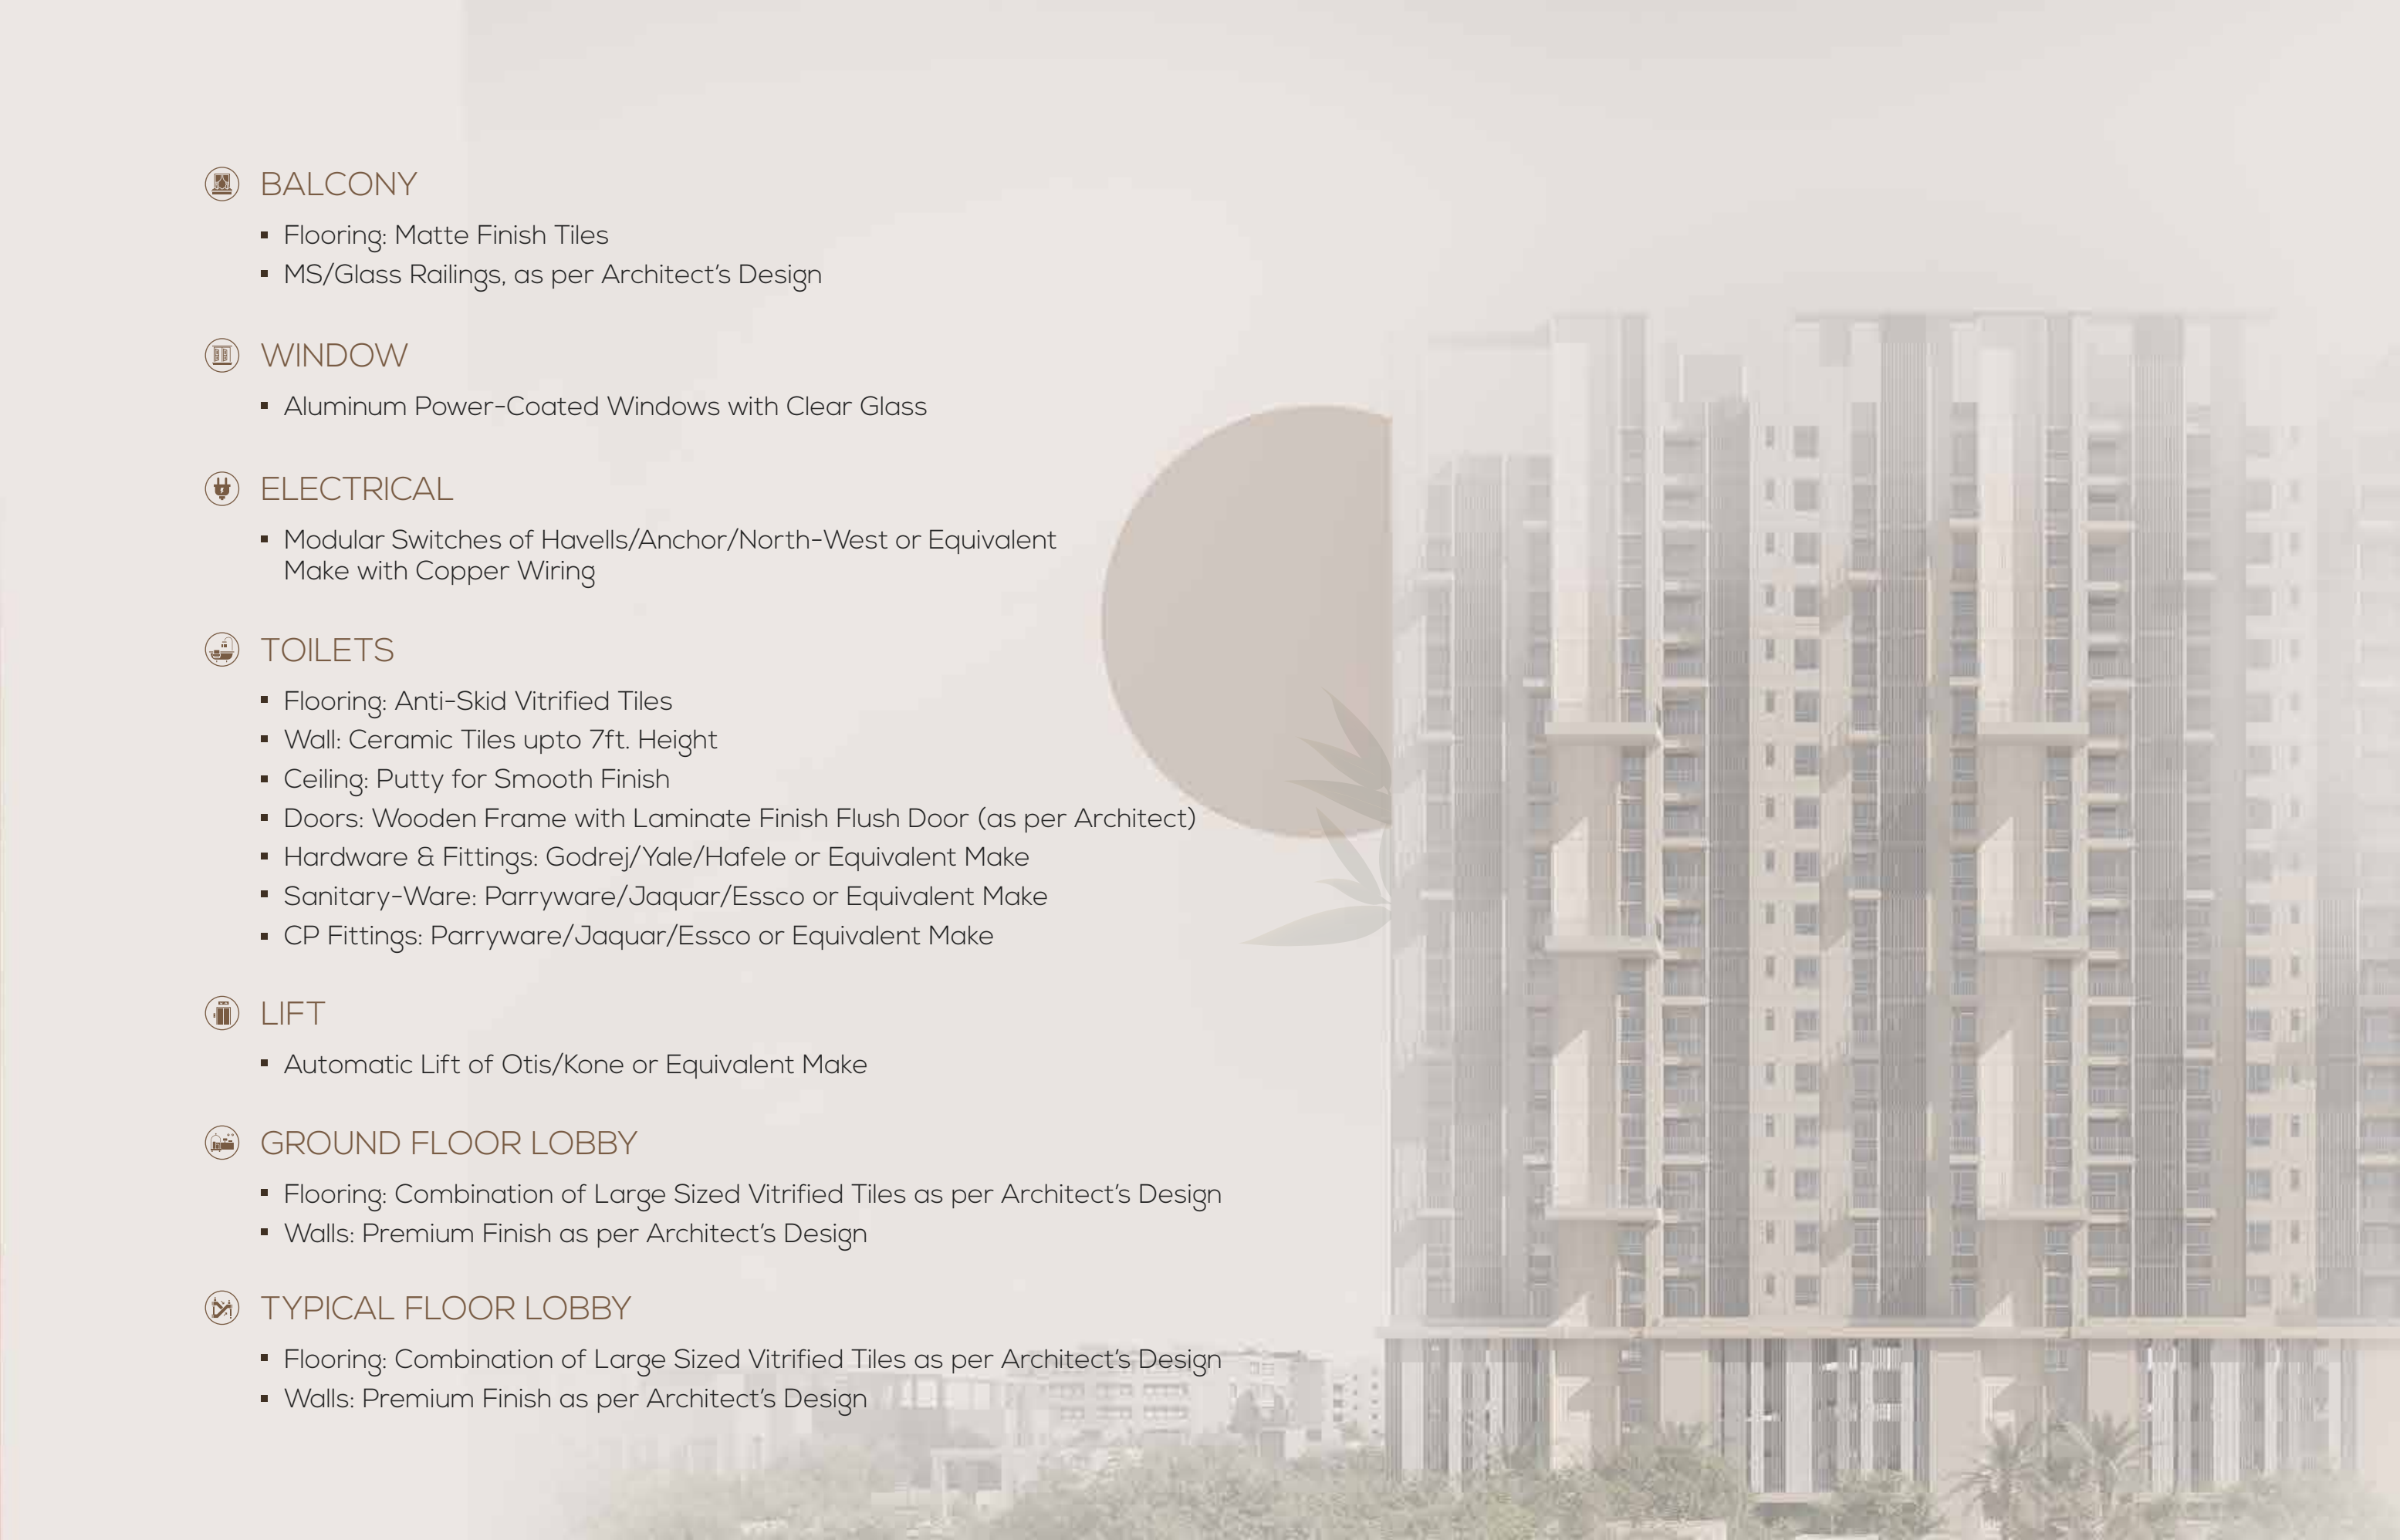 BALCONY
▪ Flooring: Matte Finish Tiles
▪ MS/Glass Railings, as per Architect's Design
WINDOW
▪ Aluminum Power-Coated Windows with Clear Glass
ELECTRICAL
▪ Modular Switches of Havells/Anchor/North-West or Equivalent
Make with Copper Wiring
TOILETS
▪ Flooring: Anti-Skid Vitrified Tiles
▪ Wall: Ceramic Tiles upto 7ft. Height
▪ Ceiling: Putty for Smooth Finish
▪ Doors: Wooden Frame with Laminate Finish Flush Door (as per Architect)
▪ Hardware & Fittings: Godrej/Yale/Hafele or Equivalent Make
▪ Sanitary-Ware: Parryware/Jaquar/Essco or Equivalent Make
▪ CP Fittings: Parryware/Jaquar/Essco or Equivalent Make
LIFT
▪ Automatic Lift of Otis/Kone or Equivalent Make
GROUND FLOOR LOBBY
▪ Flooring: Combination of Large Sized Vitrified Tiles as per Architect's Design
▪ Walls: Premium Finish as per Architect's Design
TYPICAL FLOOR LOBBY
▪ Flooring: Combination of Large Sized Vitrified Tiles as per Architect's Design
▪ Walls: Premium Finish as per Architect's Design